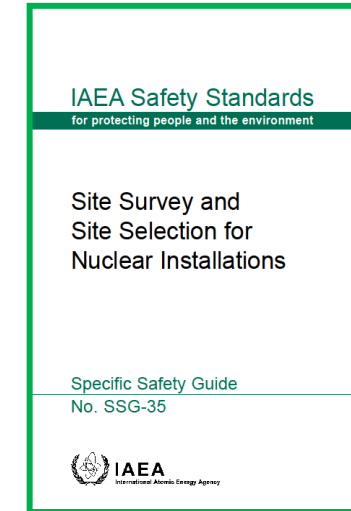 IAEA Safety Standards
for protecting people and the environment
Site Survey and
Site Selection for
Nuclear Installations
Specific Safety Guide
No. SSG-35
IAEA
International Atomic Energy Agency